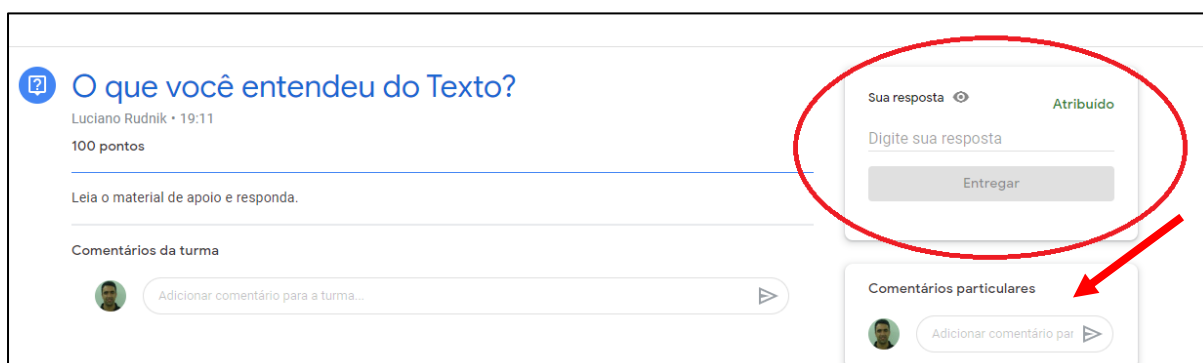 O que você entendeu do Texto?
Luciano Rudnik • 19:11
100 pontos
Leia o material de apoio e responda.
Comentários da turma
Adicionar comentário para a turma...
Sua resposta
Atribuído
Digite sua resposta
Entregar
Comentários particulares
Adicionar comentário par